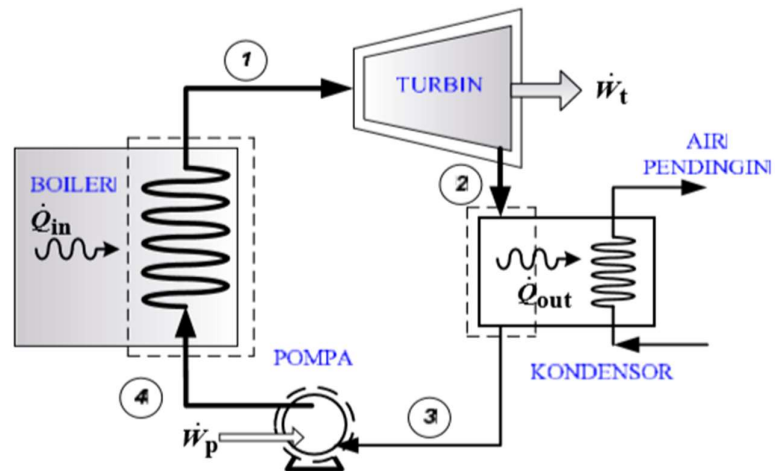 1
TURBIN
Ẇt
AIR
PENDINGIN
BOILER
Q̇in
2
Q̇out
POMPA
KONDENSOR
4
3
Ẇp